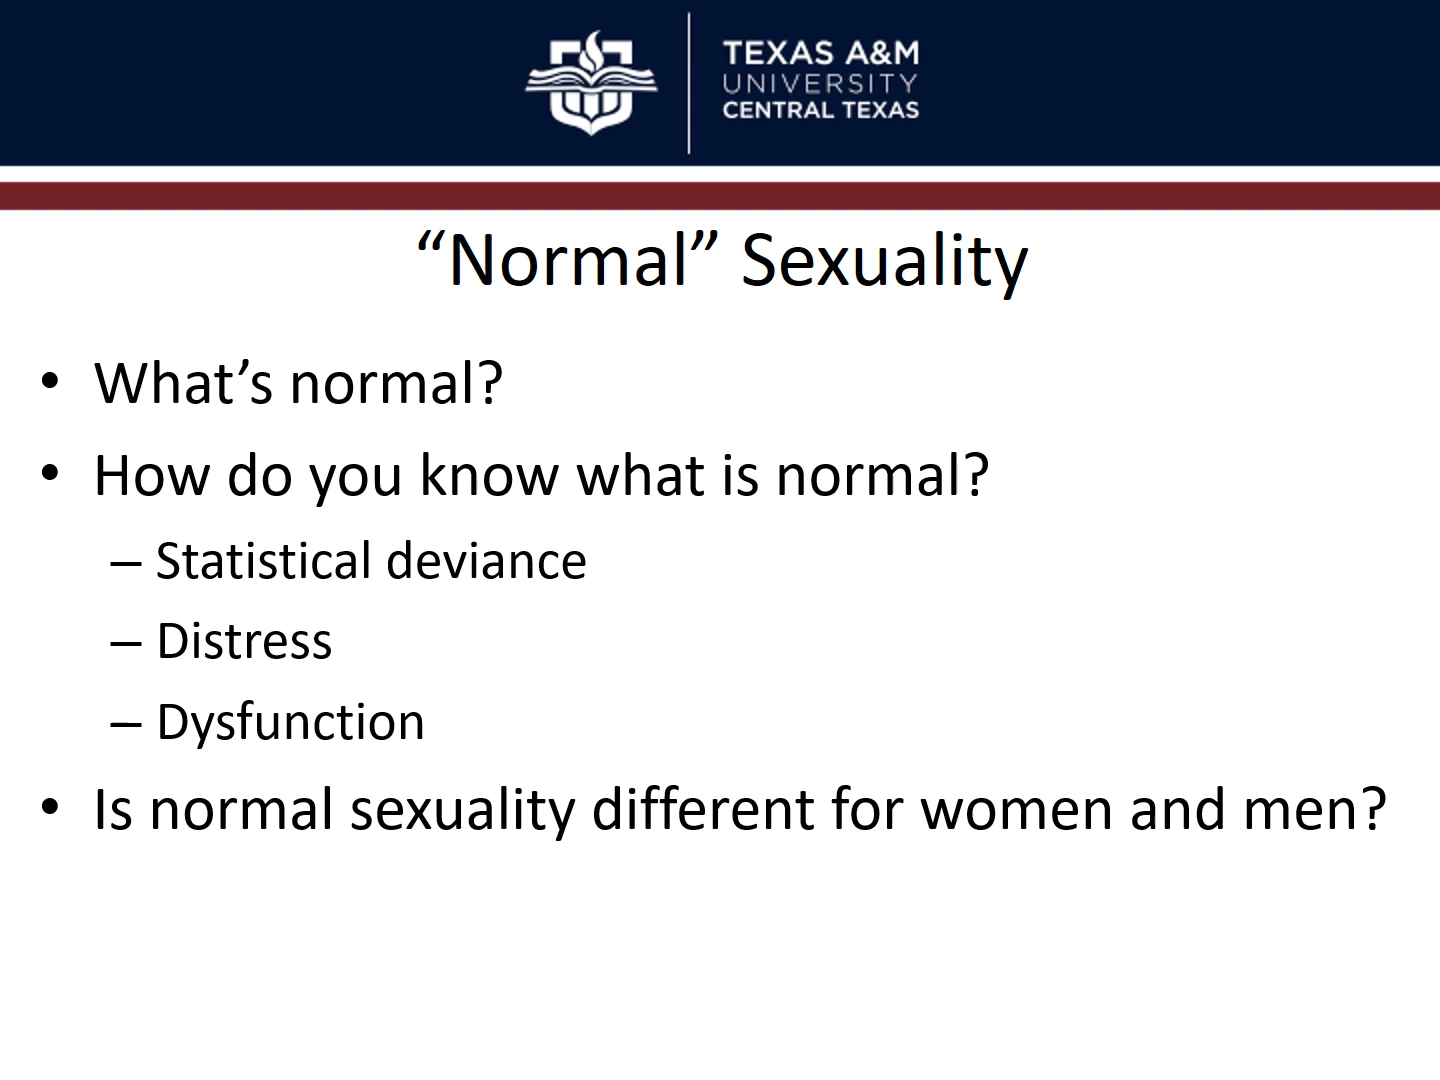 TEXAS A&M
UNIVERSITY
CENTRAL TEXAS
“Normal” Sexuality
• What’s normal?
• How do you know what is normal?
– Statistical deviance
– Distress
– Dysfunction
• Is normal sexuality different for women and men?